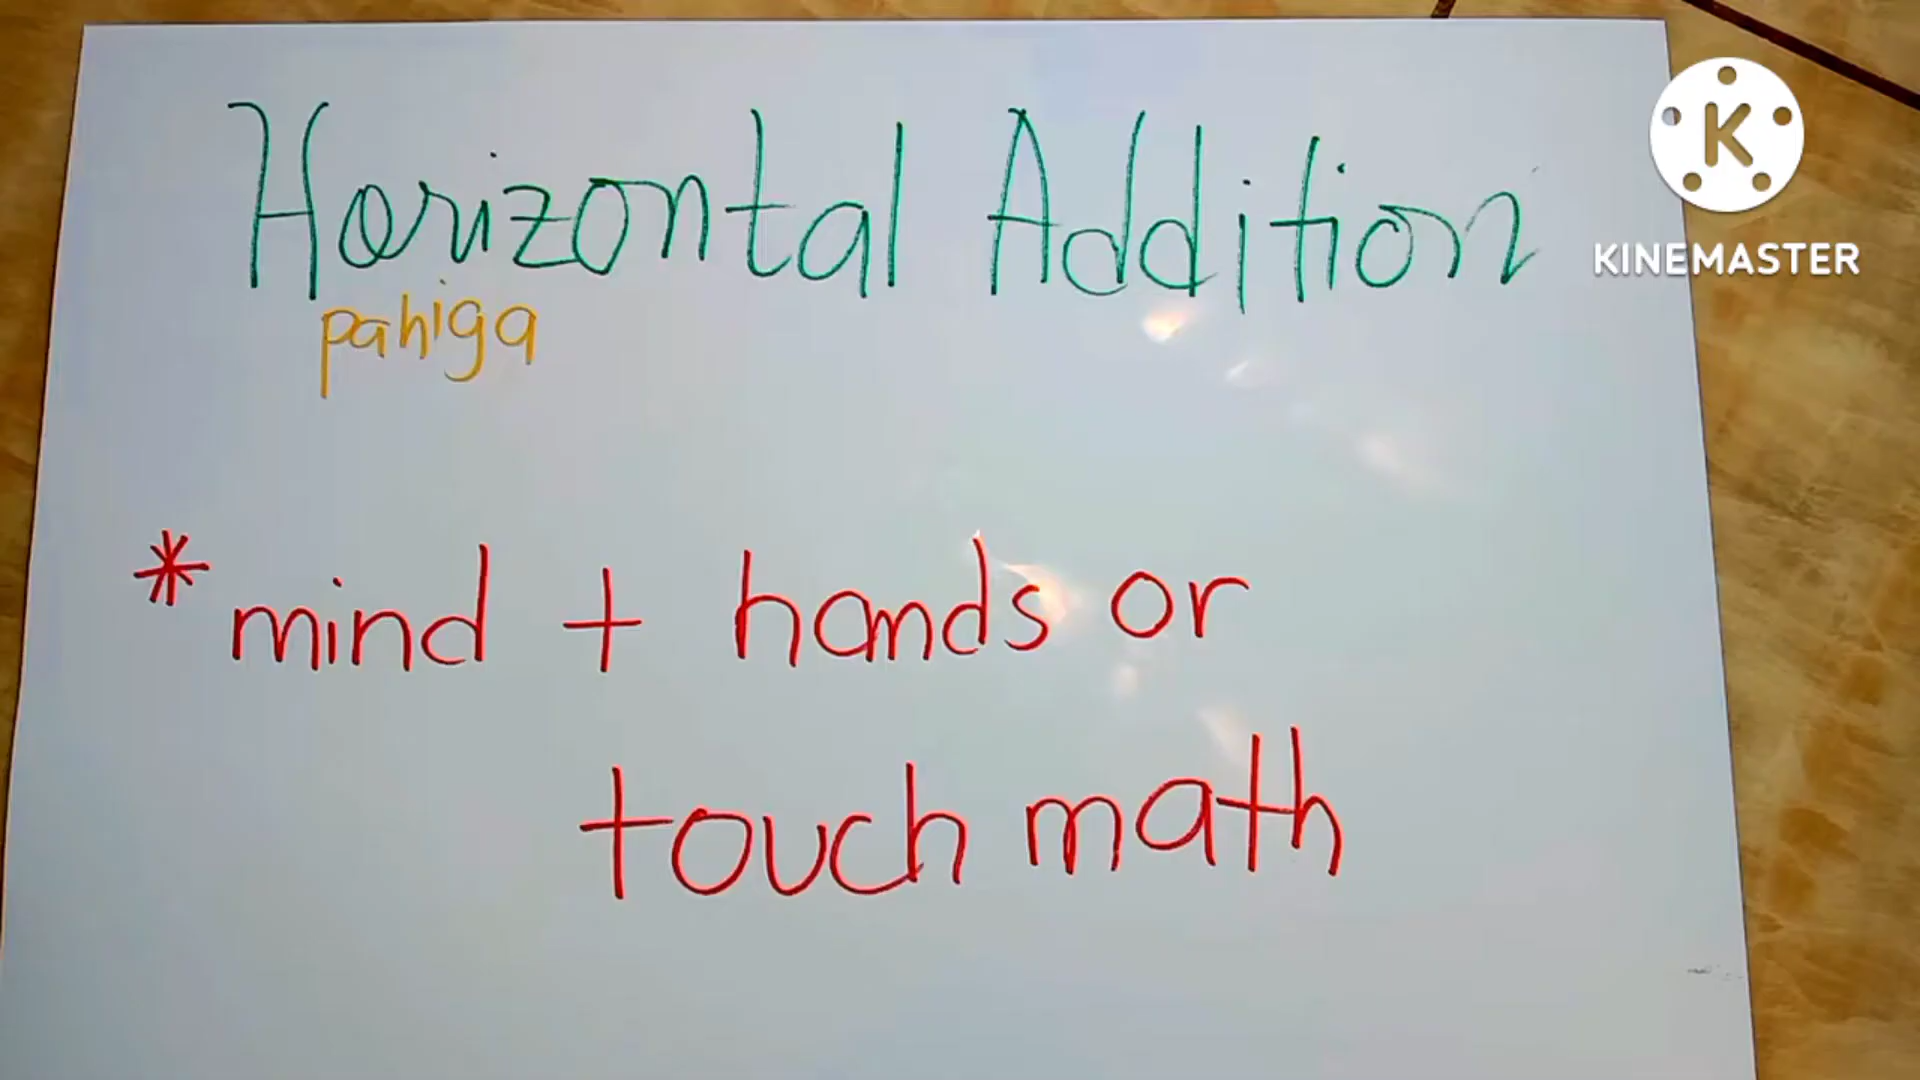 Horizontal Addition
pahiga
* mind + hands or
touch math
K
KINEMASTER